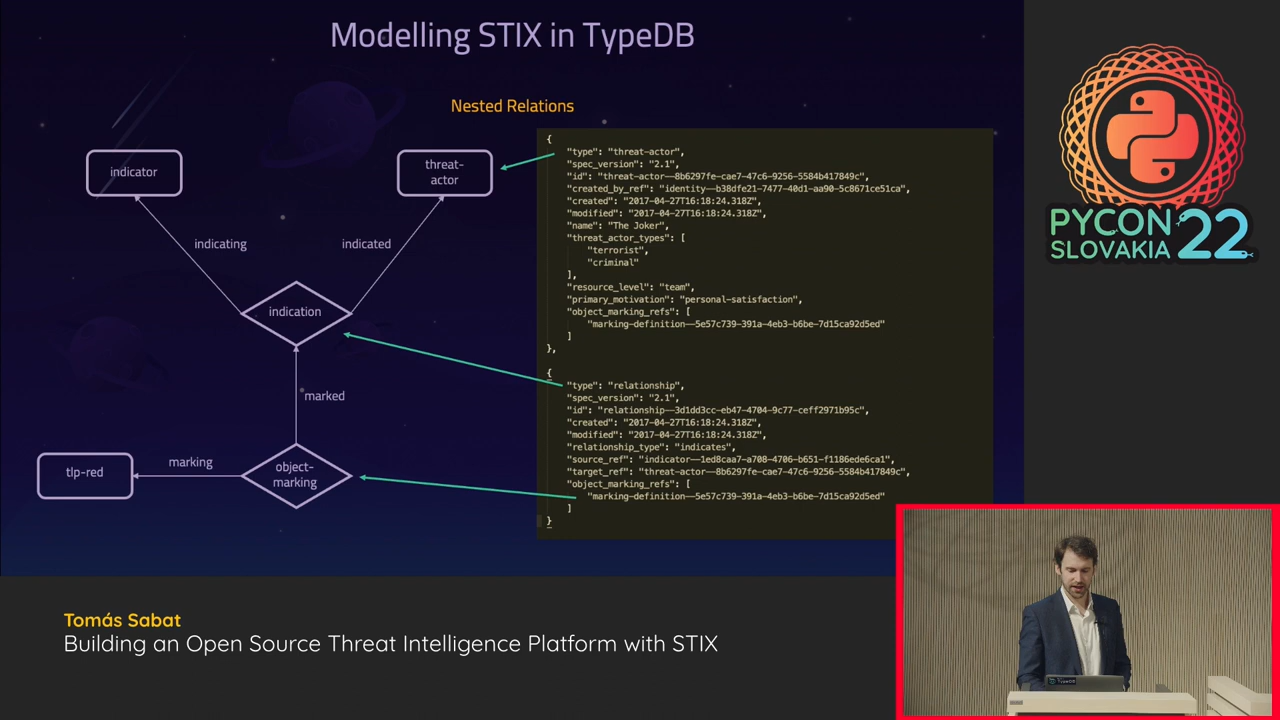 Modelling STIX in TypeDB
Nested Relations
indicator
threat-
actor
indicating
indicated
indication
marked
tlp-red
marking
object-
marking
{
"type": "threat-actor",
"spec_version": "2.1",
"id": "threat-actor--8b6297fe-cae7-47c6-9256-5584b417849c",
"created_by_ref": "identity--b38dfe21-7477-40d1-aa90-5c8671ce51ca",
"created": "2017-04-27T16:18:24.318Z",
"modified": "2017-04-27T16:18:24.318Z",
"name": "The Joker",
"threat_actor_types": [
"terrorist",
"criminal"
],
"resource_level": "team",
"primary_motivation": "personal-satisfaction",
"object_marking_refs": [
"marking-definition--5e57c739-391a-4eb3-b6be-7d15ca92d5ed"
]
},
{
"type": "relationship",
"spec_version": "2.1",
"id": "relationship--3d1dd3cc-eb47-4704-9c77-ceff2971b95c",
"created": "2017-04-27T16:18:24.318Z",
"modified": "2017-04-27T16:18:24.318Z",
"relationship_type": "indicates",
"source_ref": "indicator--1ed8caa7-a708-4706-b651-f1186ede6ca1",
"target_ref": "threat-actor--8b6297fe-cae7-47c6-9256-5584b417849c",
"object_marking_refs": [
"marking-definition--5e57c739-391a-4eb3-b6be-7d15ca92d5ed"
]
}
PYCON
SLOVAKIA
22
TypeDB
Tomás Sabat
Building an Open Source Threat Intelligence Platform with STIX